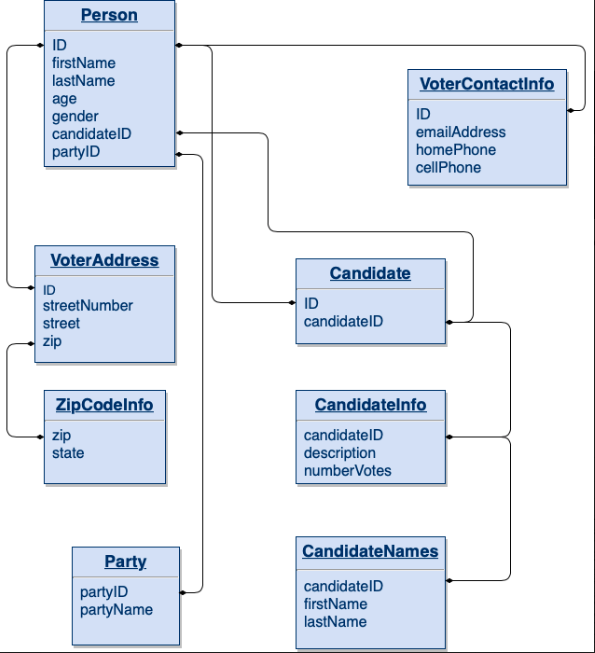 Person
ID
firstName
lastName
age
gender
candidateID
partyID
VoterContactInfo
ID
emailAddress
homePhone
cellPhone
VoterAddress
ID
streetNumber
street
zip
Candidate
ID
candidateID
ZipCodeInfo
zip
state
CandidateInfo
candidateID
description
numberVotes
Party
partyID
partyName
CandidateNames
candidateID
firstName
lastName